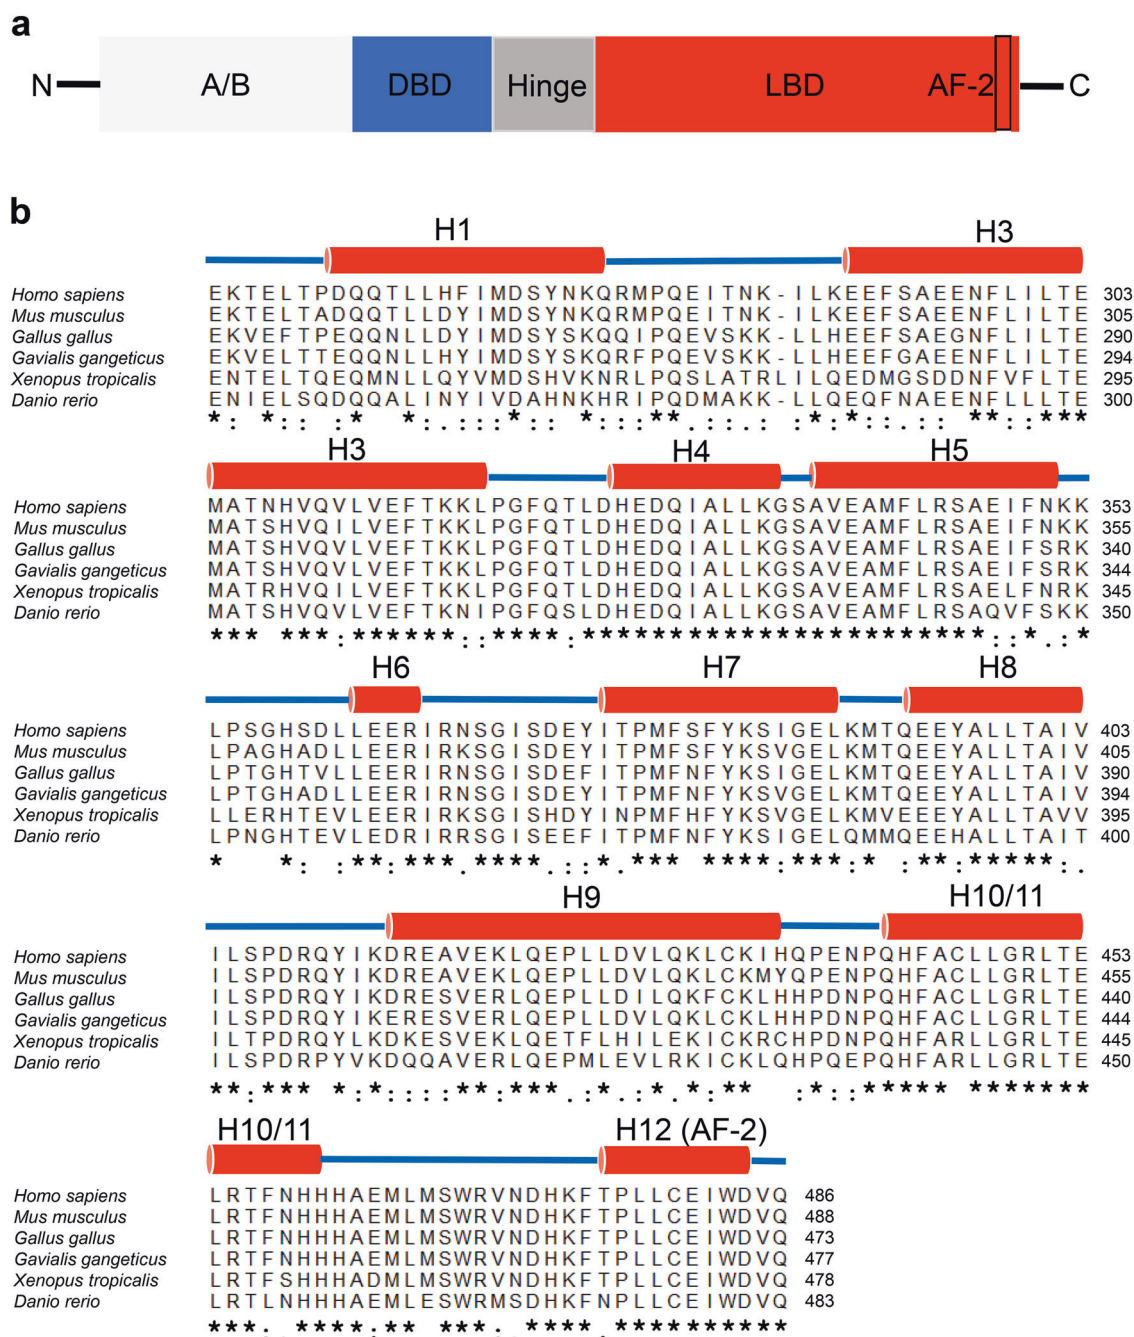 a
N A/B DBD Hinge LBD AF-2 C
b
H1 H3
Homo sapiens EKTELTPDQQTLLHFIMDSYNKQRMPQEITNK-ILKEEFSAEENFLILTE 303
Mus musculus EKTELTADQQTLLDYIMDSYNKQRMPQEITNK-ILKEEFSAEENFLILTE 305
Gallus gallus EKVEFTPEQQNLLDYIMDSYSKQQIPQEVSKK-LLHEEFSAEGNFLILTE 290
Gavialis gangeticus EKVELTTEQQNLLHYIMDSYSKQRFPQEVSKK-LLHEEFGAEENFLILTE 294
Xenopus tropicalis ENTELTQEQMNLLQYVMDSHVKNRLPQSLATRLILQEDMGSDDNFVFLTE 295
Danio rerio ENIELSQDQQALINYIVDAHNKHRIPQDMAKK-LLQEQFNAEENFLLLTE 300
H3 H4 H5
Homo sapiens MATNHVQVLVEFTKKLPGFQTLDHEDQIALLKGSAVEAMFLRSAEIFNKK 353
Mus musculus MATSHVQILVEFTKKLPGFQTLDHEDQIALLKGSAVEAMFLRSAEIFNKK 355
Gallus gallus MATSHVQVLVEFTKKLPGFQTLDHEDQIALLKGSAVEAMFLRSAEIFSRK 340
Gavialis gangeticus MATSHVQVLVEFTKKLPGFQTLDHEDQIALLKGSAVEAMFLRSAEIFSRK 344
Xenopus tropicalis MATRHVQILVEFTKKLPGFQTLDHEDQIALLKGSAVEAMFLRSAELFNRK 345
Danio rerio MATSHVQVLVEFTKNIPGFQSLDHEDQIALLKGSAVEAMFLRSAQVFSKK 350
H6 H7 H8
Homo sapiens LPSGHSDLLEERIRNSGISDEYITPMFSFYKSIGELKMTQEEYALLTAIV 403
Mus musculus LPAGHADLLEERIRKSGISDEYITPMFSFYKSVGELKMTQEEYALLTAIV 405
Gallus gallus LPTGHTVLLEERIRNSGISDEFITPMFNFYKSIGELKMTQEEYALLTAIV 390
Gavialis gangeticus LPTGHADLLEERIRNSGISDEFITPMFNFYKSVGELKMTQEEYALLTAIV 394
Xenopus tropicalis LLERHTEVLEERIRKSGISHDYINPMFHFYKSVGELKMVEEEYALLTAVV 395
Danio rerio LPNGHTEVLEDRIRRSGISEEFITPMFNFYKSIGELQMMQEEHALLTAIT 400
H9 H10/11
Homo sapiens ILSPDRQYIKDREAVEKLQEPLLDVLQKLCKIHQPENPQHFACLLGRLTE 453
Mus musculus ILSPDRQYIKDREAVEKLQEPLLDVLQKLCKMYQPENPQHFACLLGRLTE 455
Gallus gallus ILSPDRQYIKDRESVERLQEPLLDILQKFCKLHHPDNPQHFACLLGRLTE 440
Gavialis gangeticus ILSPDRQYIKERESVERLQEPLLDVLQKLCKLHHPDNPQHFACLLGRLTE 444
Xenopus tropicalis ILTPDRQYLKDKESVERLQETFLHILEKICKRCHPDNPQHFARLLGRLTE 445
Danio rerio ILSPDRPYVKDQQAVERLQEPMLEVLRKICKLQHPQEPQHFARLLGRLTE 450
H10/11 H12 (AF-2)
Homo sapiens LRTFNHHHAEMLMSWRVNDHKFTPLLCEIWDVQ 486
Mus musculus LRTFNHHHAEMLMSWRVNDHKFTPLLCEIWDVQ 488
Gallus gallus LRTFNHHHAEMLMSWRVNDHKFTPLLCEIWDVQ 473
Gavialis gangeticus LRTFNHHHAEMLMSWRVNDHKFTPLLCEIWDVQ 477
Xenopus tropicalis LRTFSHHHADMLMSWRVNDHKFTPLLCEIWDVQ 478
Danio rerio LRTLNHHHAEMLESWRMSDHKFNPLLCEIWDVQ 483